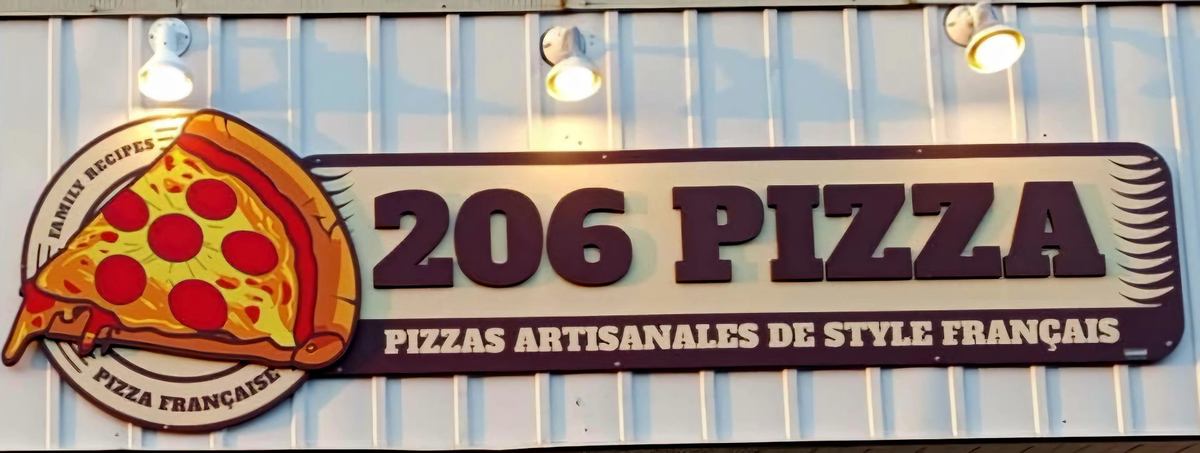 FAMILY RECIPES
PIZZA FRANÇAISE
206 PIZZA
PIZZAS ARTISANALES DE STYLE FRANÇAIS